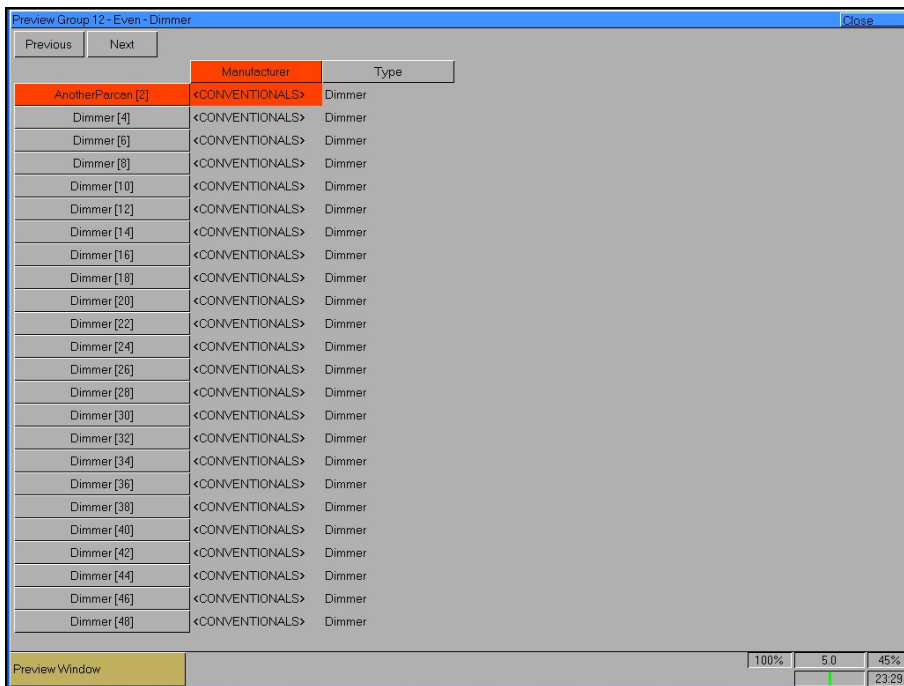 Preview Group 12 - Even - Dimmer Close
Previous Next
Manufacturer Type
AnotherParcan [2] <CONVENTIONALS> Dimmer
Dimmer [4] <CONVENTIONALS> Dimmer
Dimmer [6] <CONVENTIONALS> Dimmer
Dimmer [8] <CONVENTIONALS> Dimmer
Dimmer [10] <CONVENTIONALS> Dimmer
Dimmer [12] <CONVENTIONALS> Dimmer
Dimmer [14] <CONVENTIONALS> Dimmer
Dimmer [16] <CONVENTIONALS> Dimmer
Dimmer [18] <CONVENTIONALS> Dimmer
Dimmer [20] <CONVENTIONALS> Dimmer
Dimmer [22] <CONVENTIONALS> Dimmer
Dimmer [24] <CONVENTIONALS> Dimmer
Dimmer [26] <CONVENTIONALS> Dimmer
Dimmer [28] <CONVENTIONALS> Dimmer
Dimmer [30] <CONVENTIONALS> Dimmer
Dimmer [32] <CONVENTIONALS> Dimmer
Dimmer [34] <CONVENTIONALS> Dimmer
Dimmer [36] <CONVENTIONALS> Dimmer
Dimmer [38] <CONVENTIONALS> Dimmer
Dimmer [40] <CONVENTIONALS> Dimmer
Dimmer [42] <CONVENTIONALS> Dimmer
Dimmer [44] <CONVENTIONALS> Dimmer
Dimmer [46] <CONVENTIONALS> Dimmer
Dimmer [48] <CONVENTIONALS> Dimmer
Preview Window 100% 5.0 45%
23:29